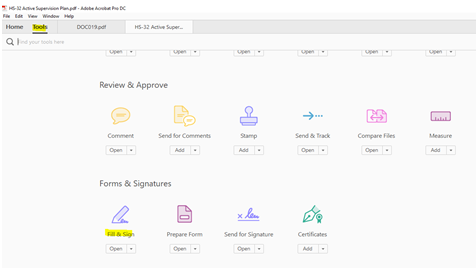 HS-32 Active Supervision Plan.pdf - Adobe Acrobat Pro DC
File Edit View Window Help
Home Tools DOC019.pdf HS-32 Active Super...
Find your tools here
Open Open Open Open Open Open
Review & Approve
Comment Send for Comments Stamp Send & Track Compare Files Measure
Open Add Add Open Open Add
Forms & Signatures
Fill & Sign Prepare Form Send for Signature Certificates
Open Open Open Add